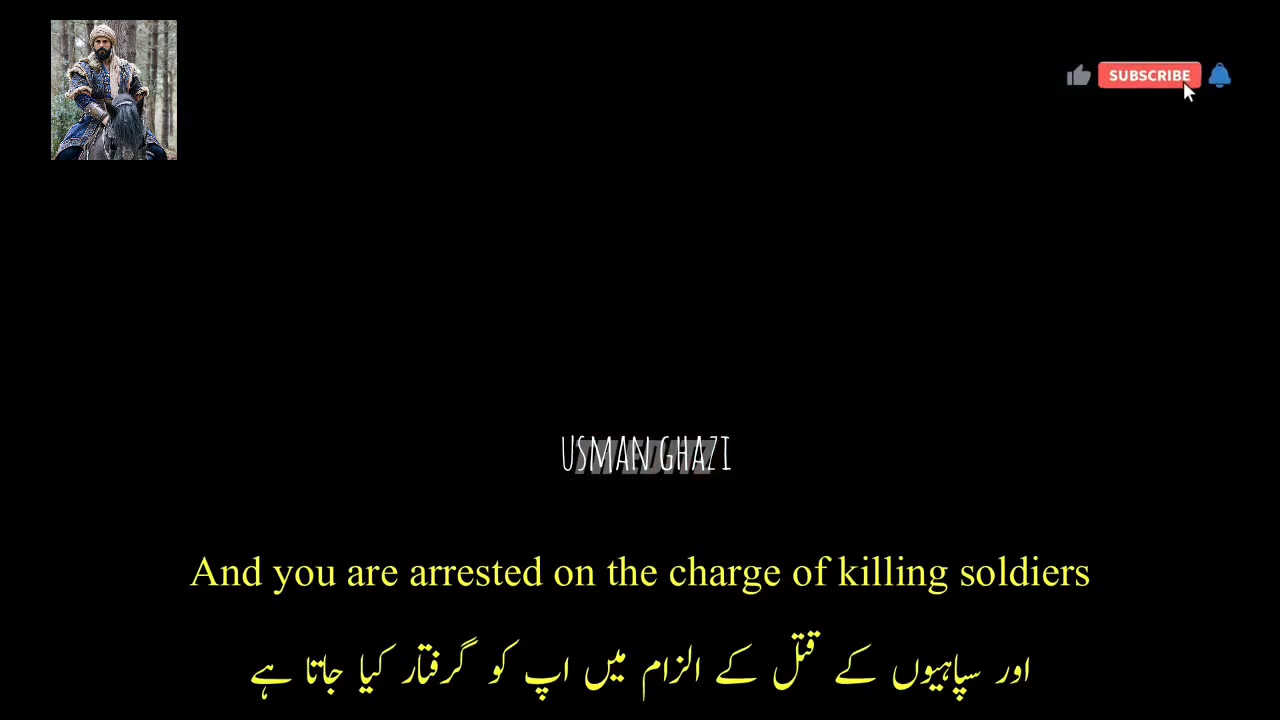 SUBSCRIBE
USMAN GHAZI
And you are arrested on the charge of killing soldiers
اور سپاہیوں کے قتل کے الزام میں اپ کو گرفتار کیا جاتا ہے